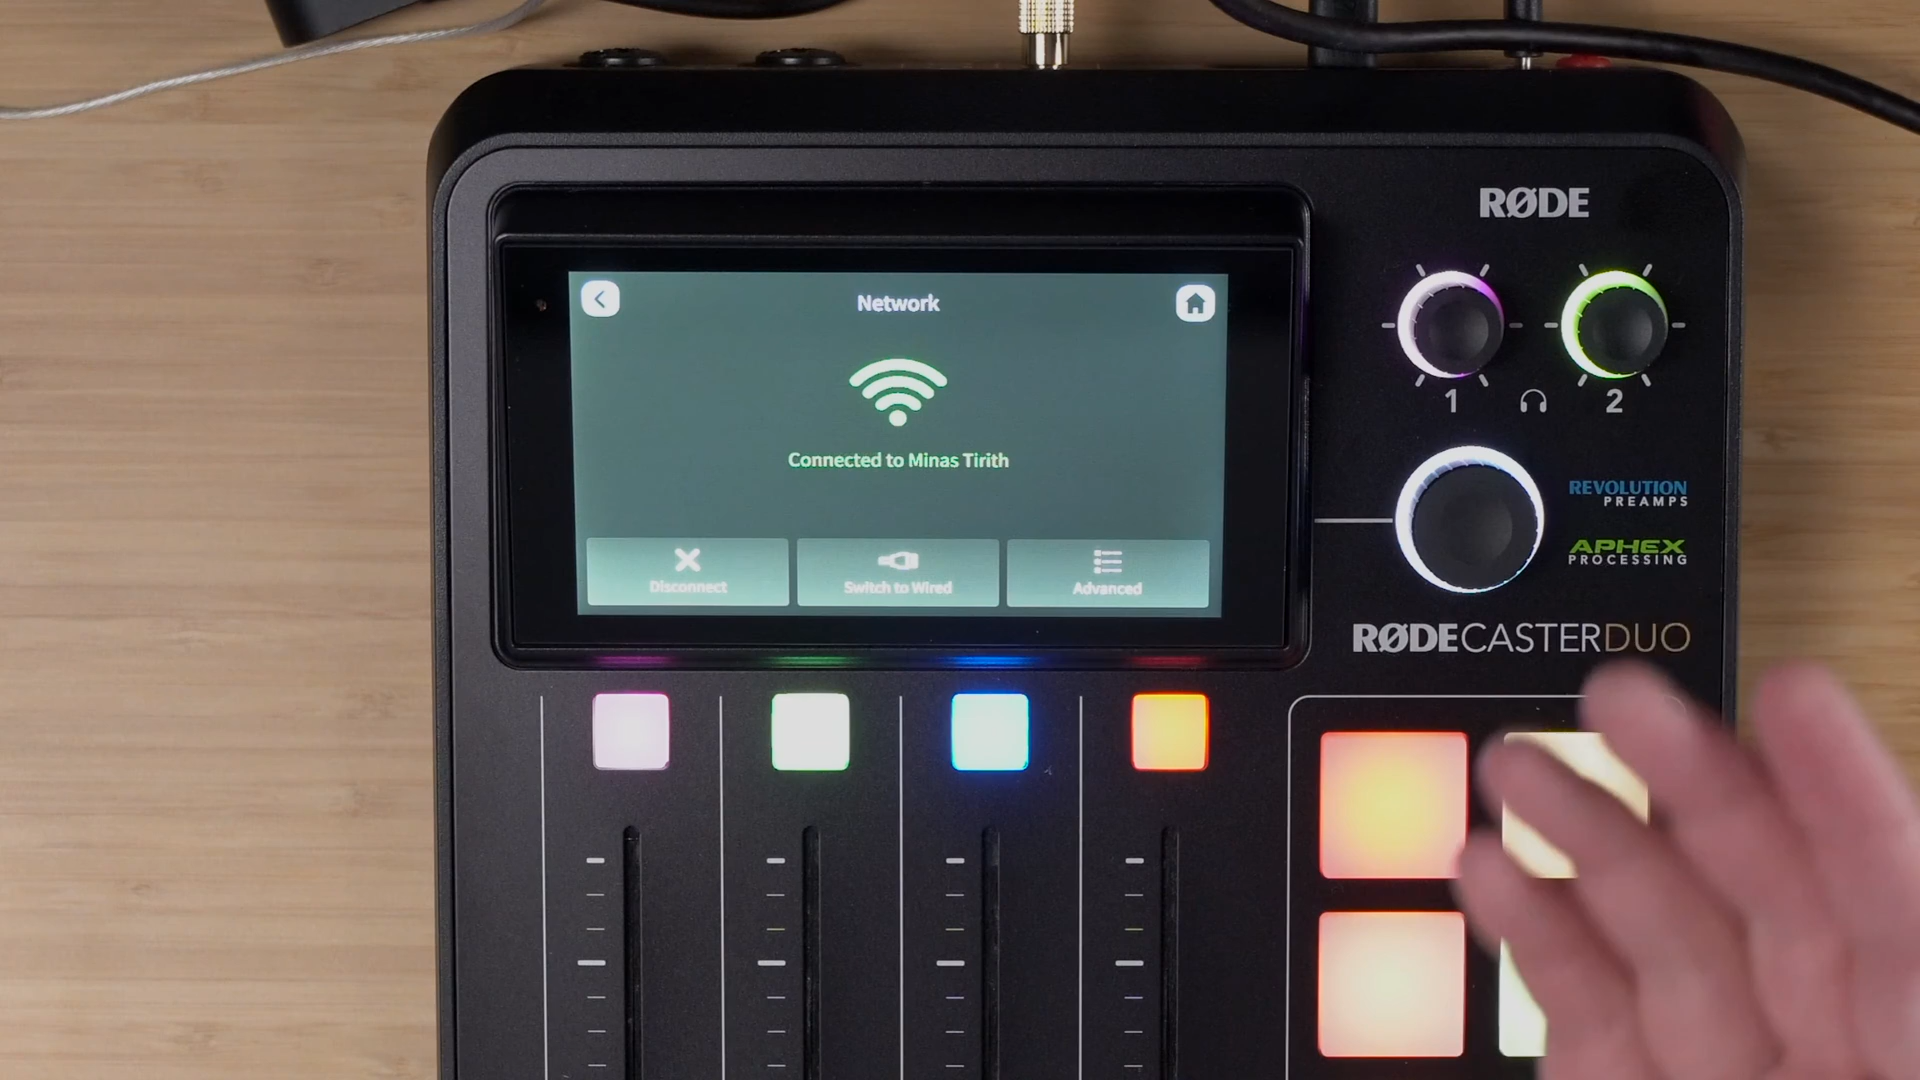 RØDE
Network
Connected to Minas Tirith
Disconnect
Switch to Wired
Advanced
1
2
REVOLUTION
PREAMPS
APHEX
PROCESSING
RØDECASTERDUO